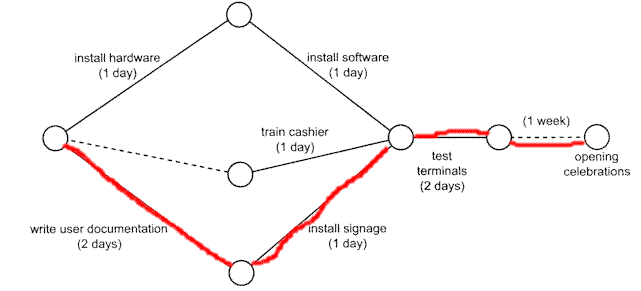 install hardware
(1 day)
install software
(1 day)
train cashier
(1 day)
(1 week)
test
terminals
(2 days)
opening
celebrations
write user documentation
(2 days)
install signage
(1 day)